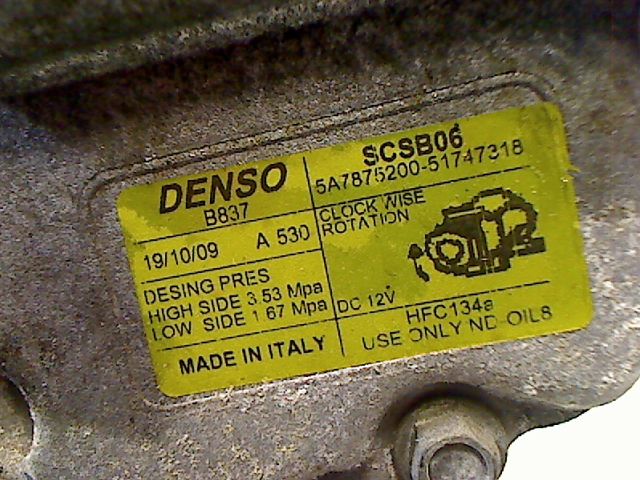 DENSO
B837
SCSB06
5A7875200-51747318
19/10/09 A 530
CLOCK WISE
ROTATION
DESING PRES
HIGH SIDE 3.53 Mpa
LOW SIDE 1.67 Mpa
DC 12V
MADE IN ITALY
HFC134a
USE ONLY ND-OIL8